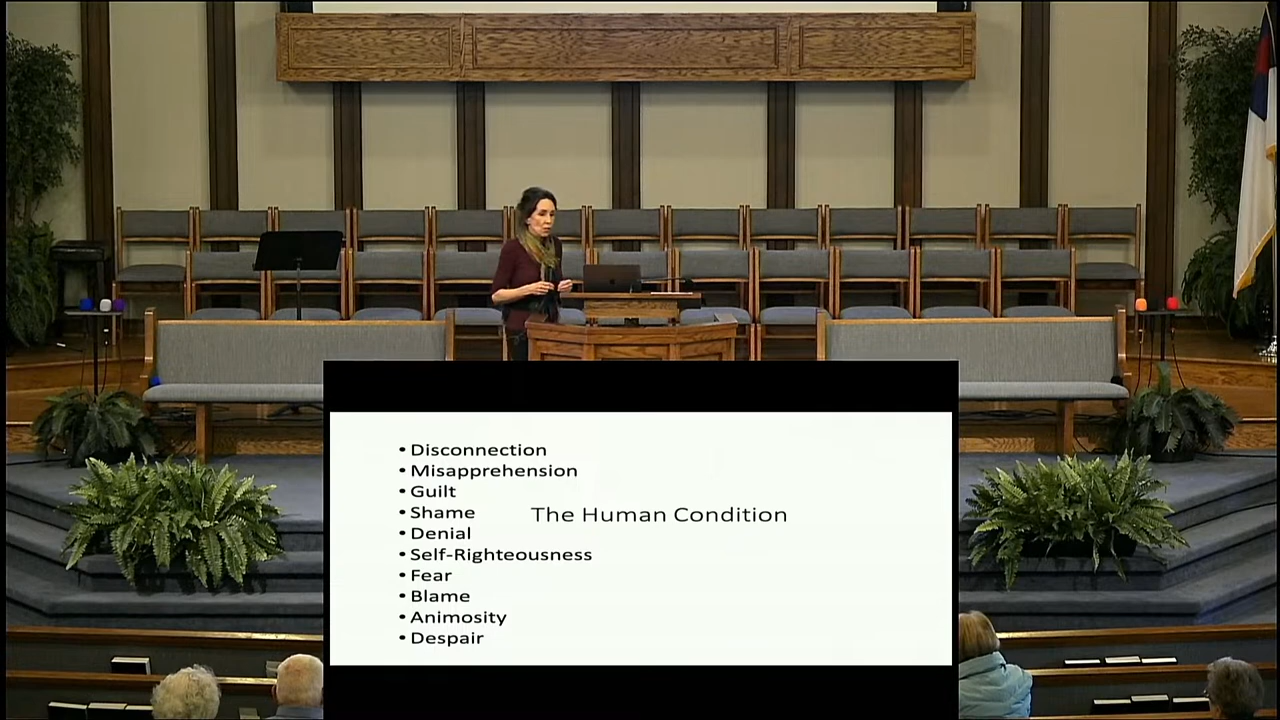 • Disconnection
• Misapprehension
• Guilt
• Shame
The Human Condition
• Denial
• Self-Righteousness
• Fear
• Blame
• Animosity
• Despair